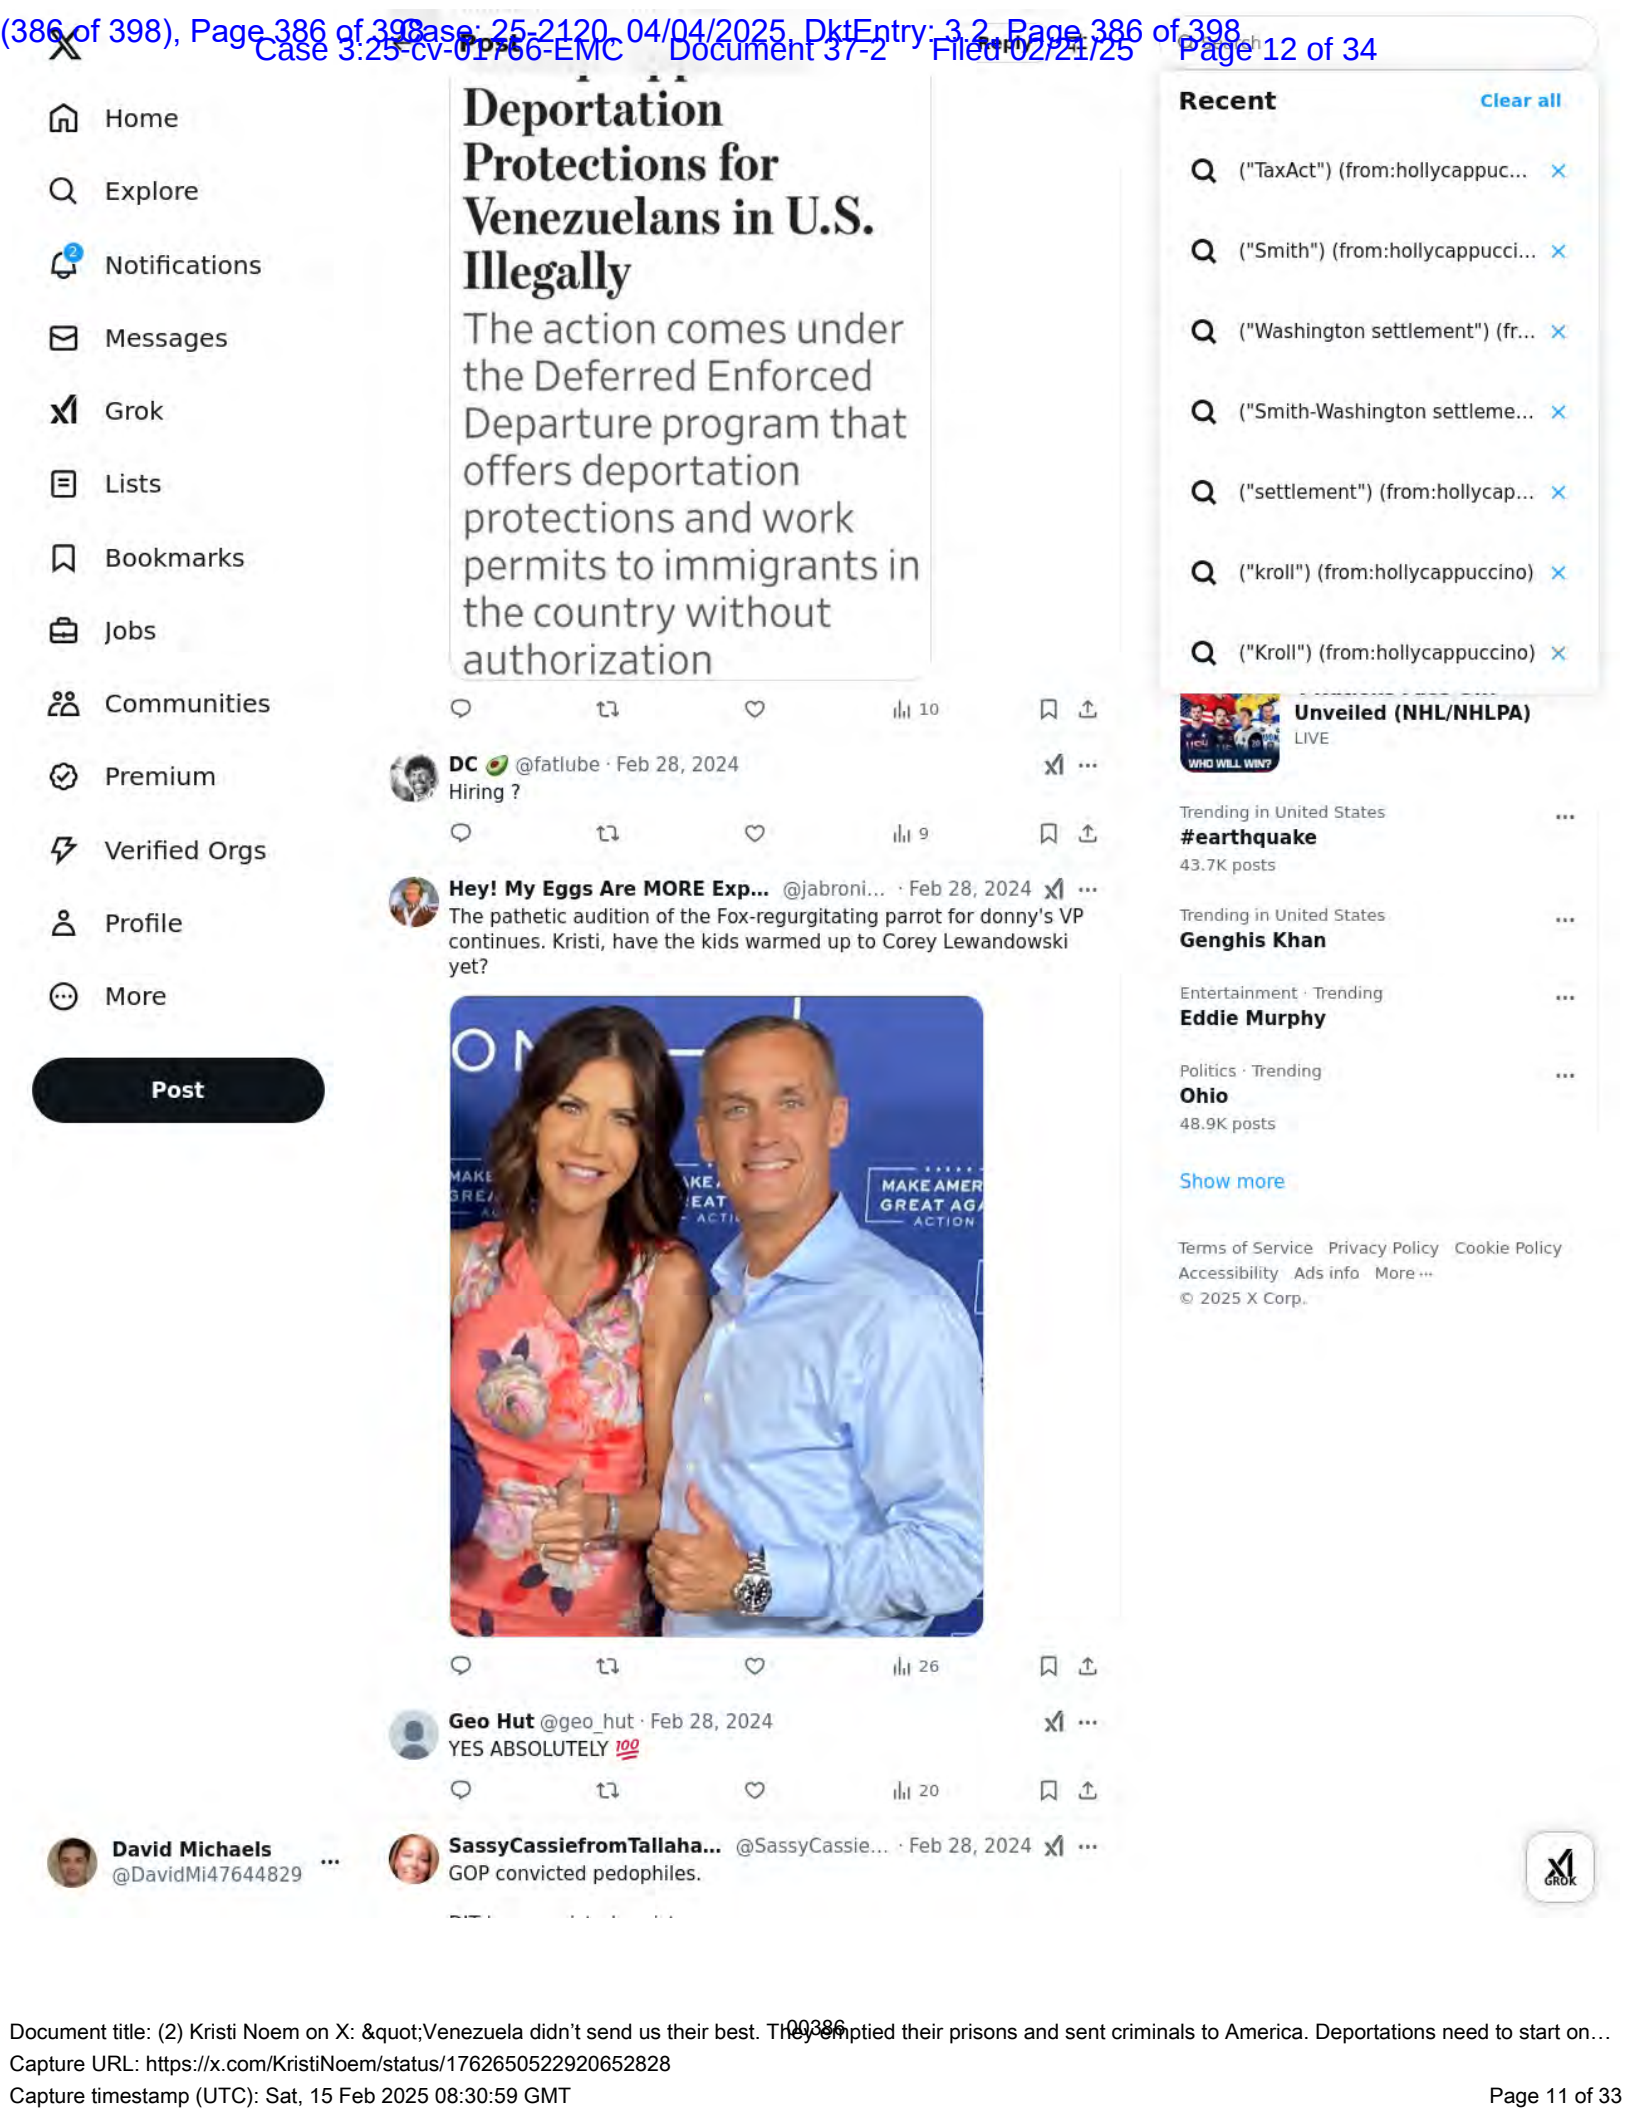 (386 of 398), Page 386 of 398
Case: 25-2120, 04/04/2025, DktEntry: 3.2, Page 386 of 398
Case 3:25-cv-01766-EMC Document 37-2 Filed 02/21/25 Page 12 of 34
Post
Reply
Search
Home
Explore
2
Notifications
Messages
Grok
Lists
Bookmarks
Jobs
Communities
Premium
Verified Orgs
Profile
More
Post
David Michaels
@DavidMi47644829
Deportation
Protections for
Venezuelans in U.S.
Illegally
The action comes under
the Deferred Enforced
Departure program that
offers deportation
protections and work
permits to immigrants in
the country without
authorization
10
DC 🥑 @fatlube · Feb 28, 2024
Hiring ?
9
Hey! My Eggs Are MORE Exp... @jabroni... · Feb 28, 2024
The pathetic audition of the Fox-regurgitating parrot for donny's VP
continues. Kristi, have the kids warmed up to Corey Lewandowski
yet?
MAKE AMER
GREAT AGA
ACTION
26
Geo Hut @geo_hut · Feb 28, 2024
YES ABSOLUTELY 💯
20
SassyCassiefromTallaha... @SassyCassie... · Feb 28, 2024
GOP convicted pedophiles.
Recent
Clear all
("TaxAct") (from:hollycappuc...
("Smith") (from:hollycappucci...
("Washington settlement") (fr...
("Smith-Washington settleme...
("settlement") (from:hollycap...
("kroll") (from:hollycappuccino)
("Kroll") (from:hollycappuccino)
Unveiled (NHL/NHLPA)
LIVE
WHO WILL WIN?
Trending in United States
#earthquake
43.7K posts
Trending in United States
Genghis Khan
Entertainment · Trending
Eddie Murphy
Politics · Trending
Ohio
48.9K posts
Show more
Terms of Service Privacy Policy Cookie Policy
Accessibility Ads info More ···
© 2025 X Corp.
GROK
00386
Document title: (2) Kristi Noem on X: &quot;Venezuela didn’t send us their best. They emptied their prisons and sent criminals to America. Deportations need to start on…
Capture URL: https://x.com/KristiNoem/status/1762650522920652828
Capture timestamp (UTC): Sat, 15 Feb 2025 08:30:59 GMT
Page 11 of 33